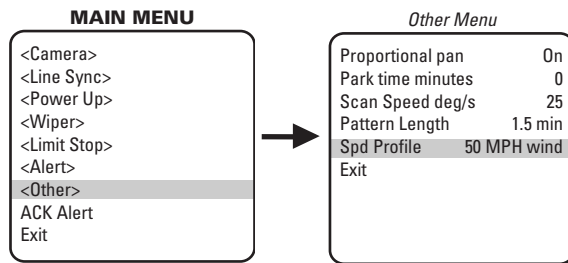 MAIN MENU
<Camera>
<Line Sync>
<Power Up>
<Wiper>
<Limit Stop>
<Alert>
<Other>
ACK Alert
Exit
Other Menu
Proportional pan On
Park time minutes 0
Scan Speed deg/s 25
Pattern Length 1.5 min
Spd Profile 50 MPH wind
Exit